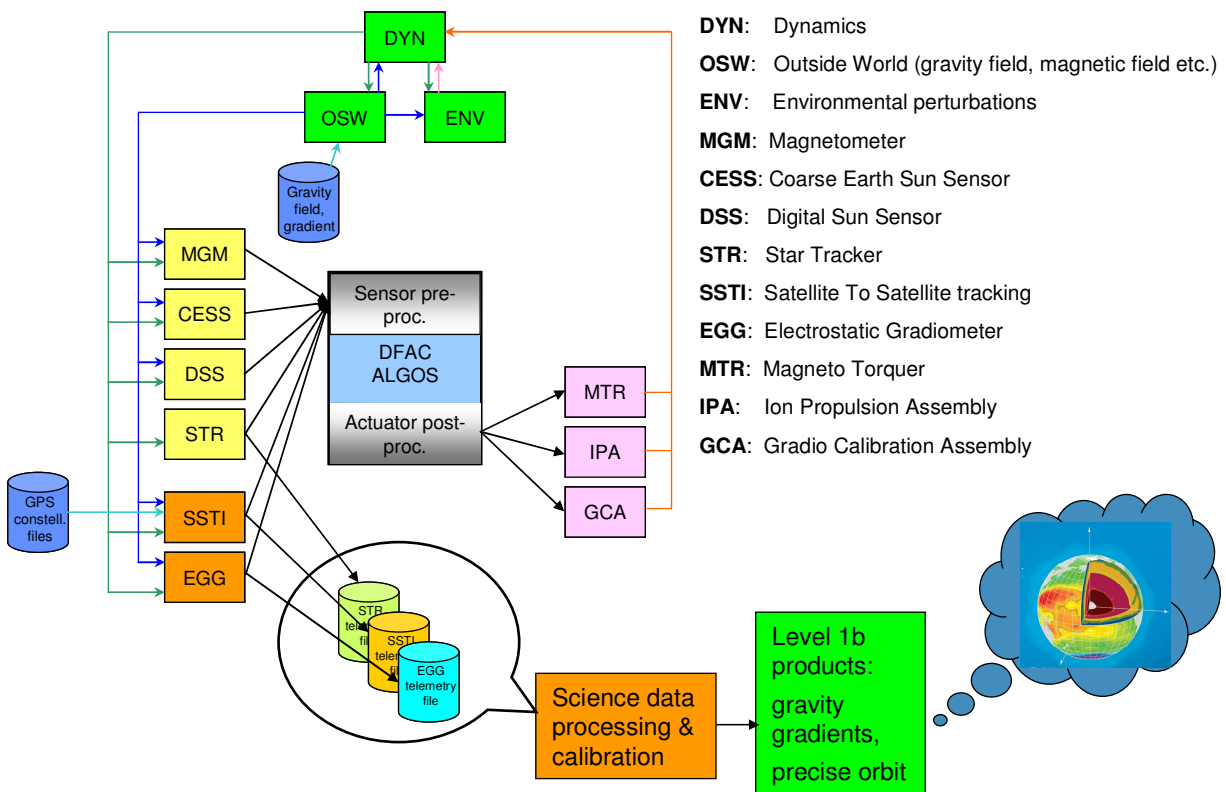 DYN
OSW
ENV
Gravity
field,
gradient
MGM
CESS
DSS
STR
SSTI
EGG
GPS
constell.
files
Sensor pre-
proc.
DFAC
ALGOS
Actuator post-
proc.
MTR
IPA
GCA
DYN: Dynamics
OSW: Outside World (gravity field, magnetic field etc.)
ENV: Environmental perturbations
MGM: Magnetometer
CESS: Coarse Earth Sun Sensor
DSS: Digital Sun Sensor
STR: Star Tracker
SSTI: Satellite To Satellite tracking
EGG: Electrostatic Gradiometer
MTR: Magneto Torquer
IPA: Ion Propulsion Assembly
GCA: Gradio Calibration Assembly
STR
SSTI
EGG
telemetry
file
Science data
processing &
calibration
Level 1b
products:
gravity
gradients,
precise orbit